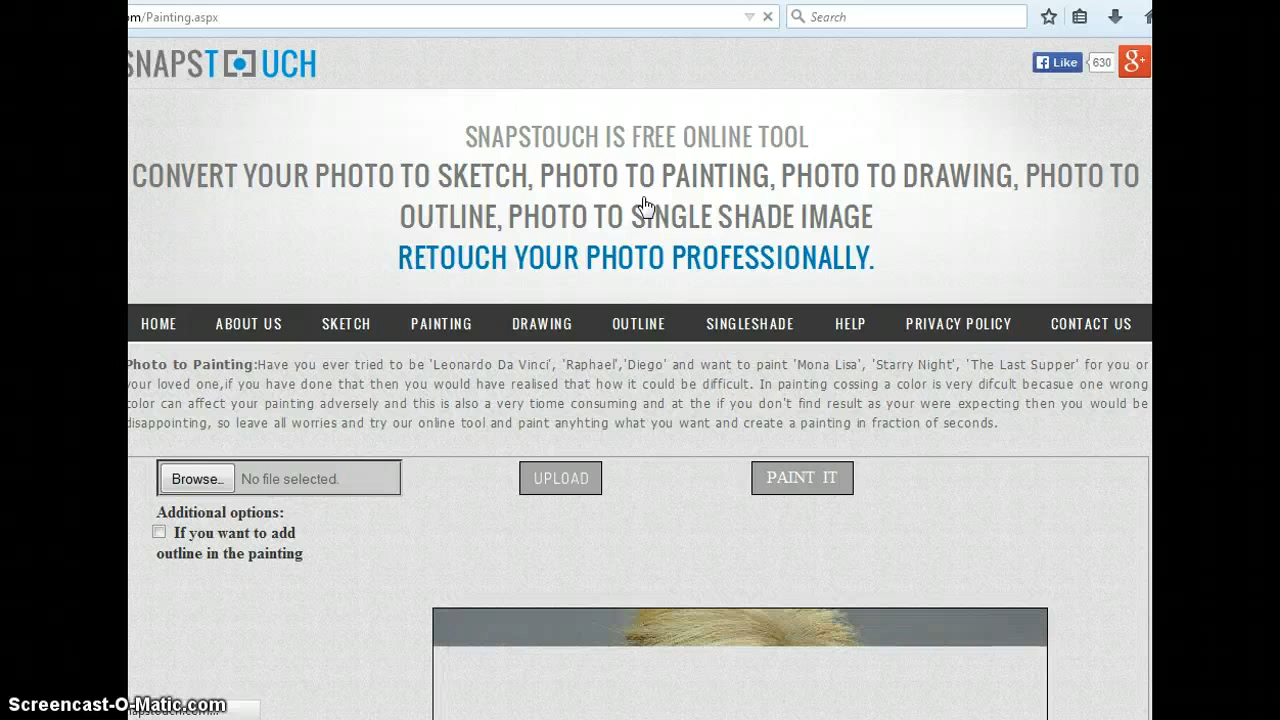 om/Painting.aspx
Search
SNAPSTOUCH
Like
630
g+
SNAPSTOUCH IS FREE ONLINE TOOL
CONVERT YOUR PHOTO TO SKETCH, PHOTO TO PAINTING, PHOTO TO DRAWING, PHOTO TO
OUTLINE, PHOTO TO SINGLE SHADE IMAGE
RETOUCH YOUR PHOTO PROFESSIONALLY.
HOME ABOUT US SKETCH PAINTING DRAWING OUTLINE SINGLESHADE HELP PRIVACY POLICY CONTACT US
Photo to Painting:Have you ever tried to be 'Leonardo Da Vinci', 'Raphael','Diego' and want to paint 'Mona Lisa', 'Starry Night', 'The Last Supper' for you or
your loved one,if you have done that then you would have realised that how it could be difficult. In painting cossing a color is very difcult becasue one wrong
color can affect your painting adversely and this is also a very tiome consuming and at the if you don't find result as your were expecting then you would be
disappointing, so leave all worries and try our online tool and paint anyhting what you want and create a painting in fraction of seconds.
Browse... No file selected. UPLOAD PAINT IT
Additional options:
If you want to add
outline in the painting
Screencast-O-Matic.com